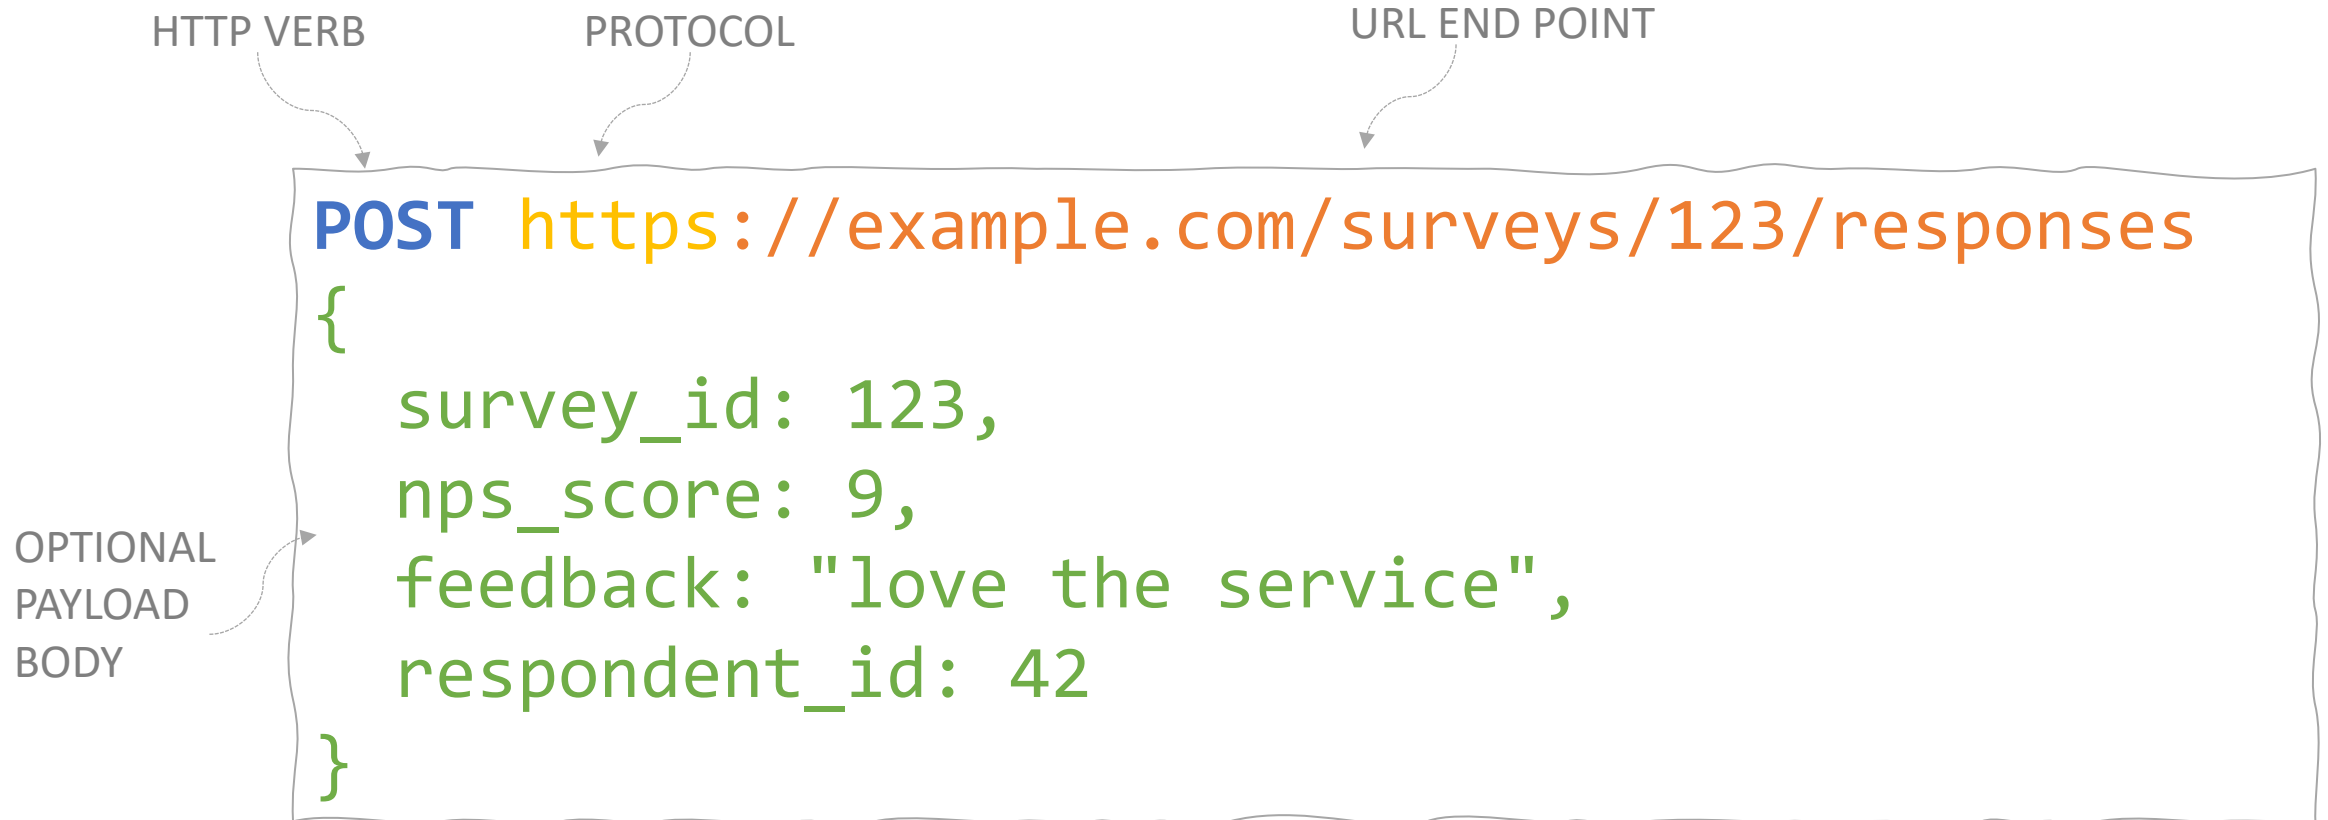 HTTP VERB
PROTOCOL
URL END POINT
POST https://example.com/surveys/123/responses
{
survey_id: 123,
nps_score: 9,
feedback: "love the service",
respondent_id: 42
}
OPTIONAL
PAYLOAD
BODY